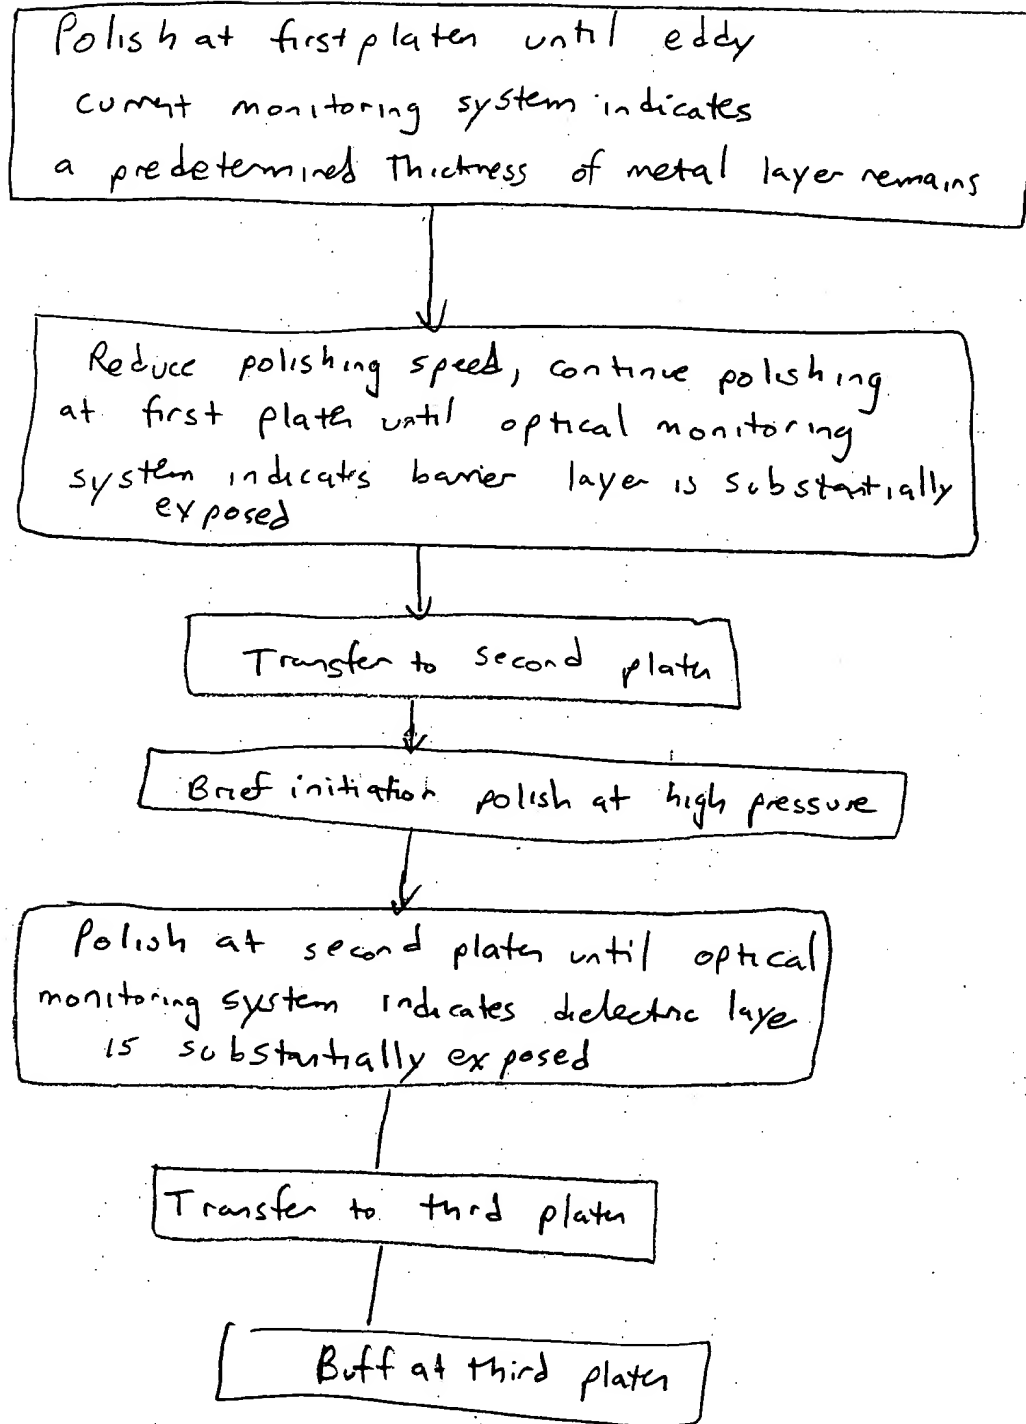 Polish at first platen until eddy
current monitoring system indicates
a predetermined thickness of metal layer remains
Reduce polishing speed, continue polishing
at first platen until optical monitoring
system indicates barrier layer is substantially
exposed
Transfer to second platen
Brief initiation polish at high pressure
Polish at second platen until optical
monitoring system indicates dielectric layer
is substantially exposed
Transfer to third platen
Buff at third platen